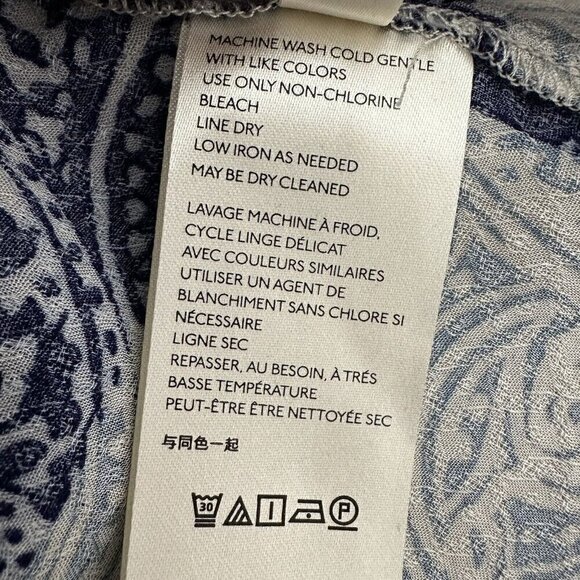 MACHINE WASH COLD GENTLE
WITH LIKE COLORS
USE ONLY NON-CHLORINE
BLEACH
LINE DRY
LOW IRON AS NEEDED
MAY BE DRY CLEANED
LAVAGE MACHINE À FROID,
CYCLE LINGE DÉLICAT
AVEC COULEURS SIMILAIRES
UTILISER UN AGENT DE
BLANCHIMENT SANS CHLORE SI
NÉCESSAIRE
LIGNE SEC
REPASSER, AU BESOIN, À TRÉS
BASSE TEMPÉRATURE
PEUT-ÊTRE ÊTRE NETTOYÉE SEC
与同色一起
30 P